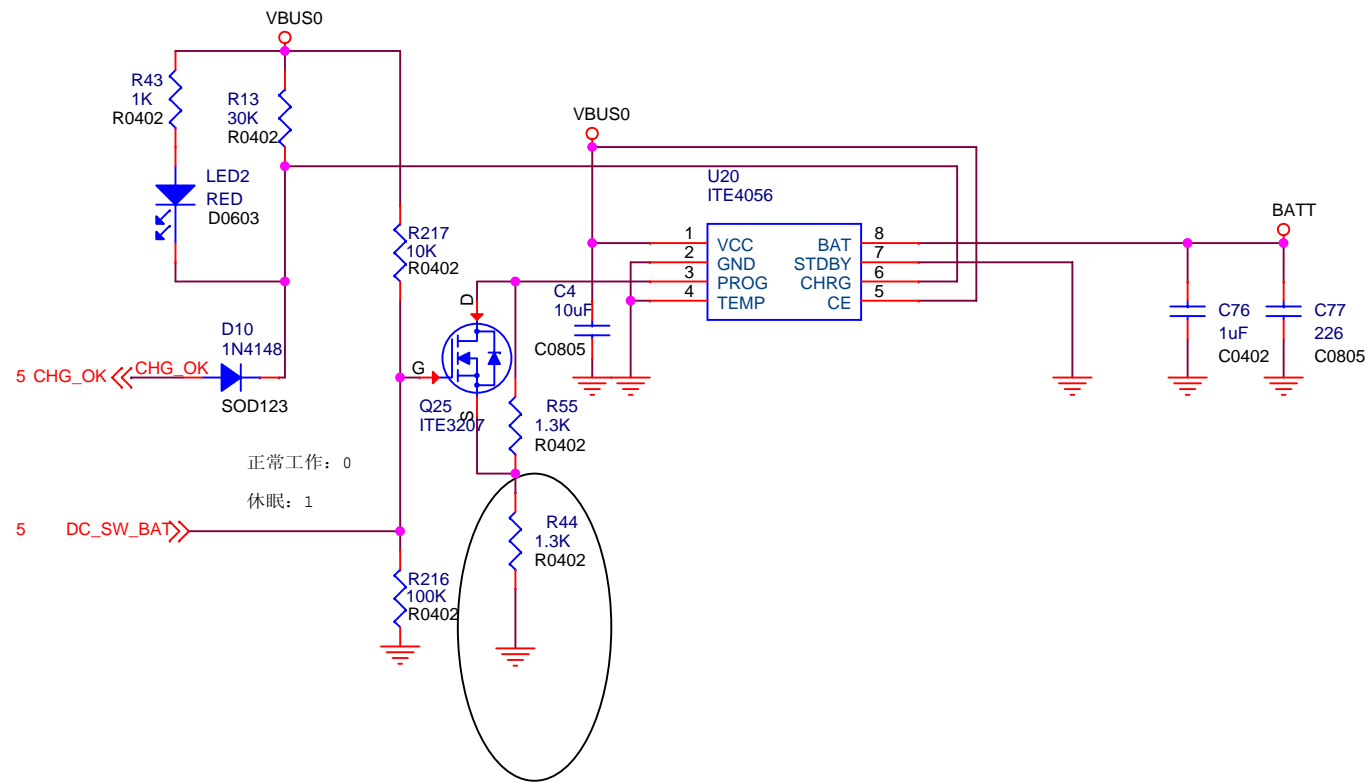 VBUS0
R43
1K
R0402
R13
30K
R0402
LED2
RED
D0603
R217
10K
R0402
D10
1N4148
SOD123
5 CHG_OK
CHG_OK
正常工作: 0
休眠: 1
5 DC_SW_BAT
R216
100K
R0402
D
G
S
Q25
ITE3207
R55
1.3K
R0402
R44
1.3K
R0402
VBUS0
C4
10uF
C0805
U20
ITE4056
1 VCC
2 GND
3 PROG
4 TEMP
BAT 8
STDBY 7
CHRG 6
CE 5
BATT
C76
1uF
C0402
C77
226
C0805